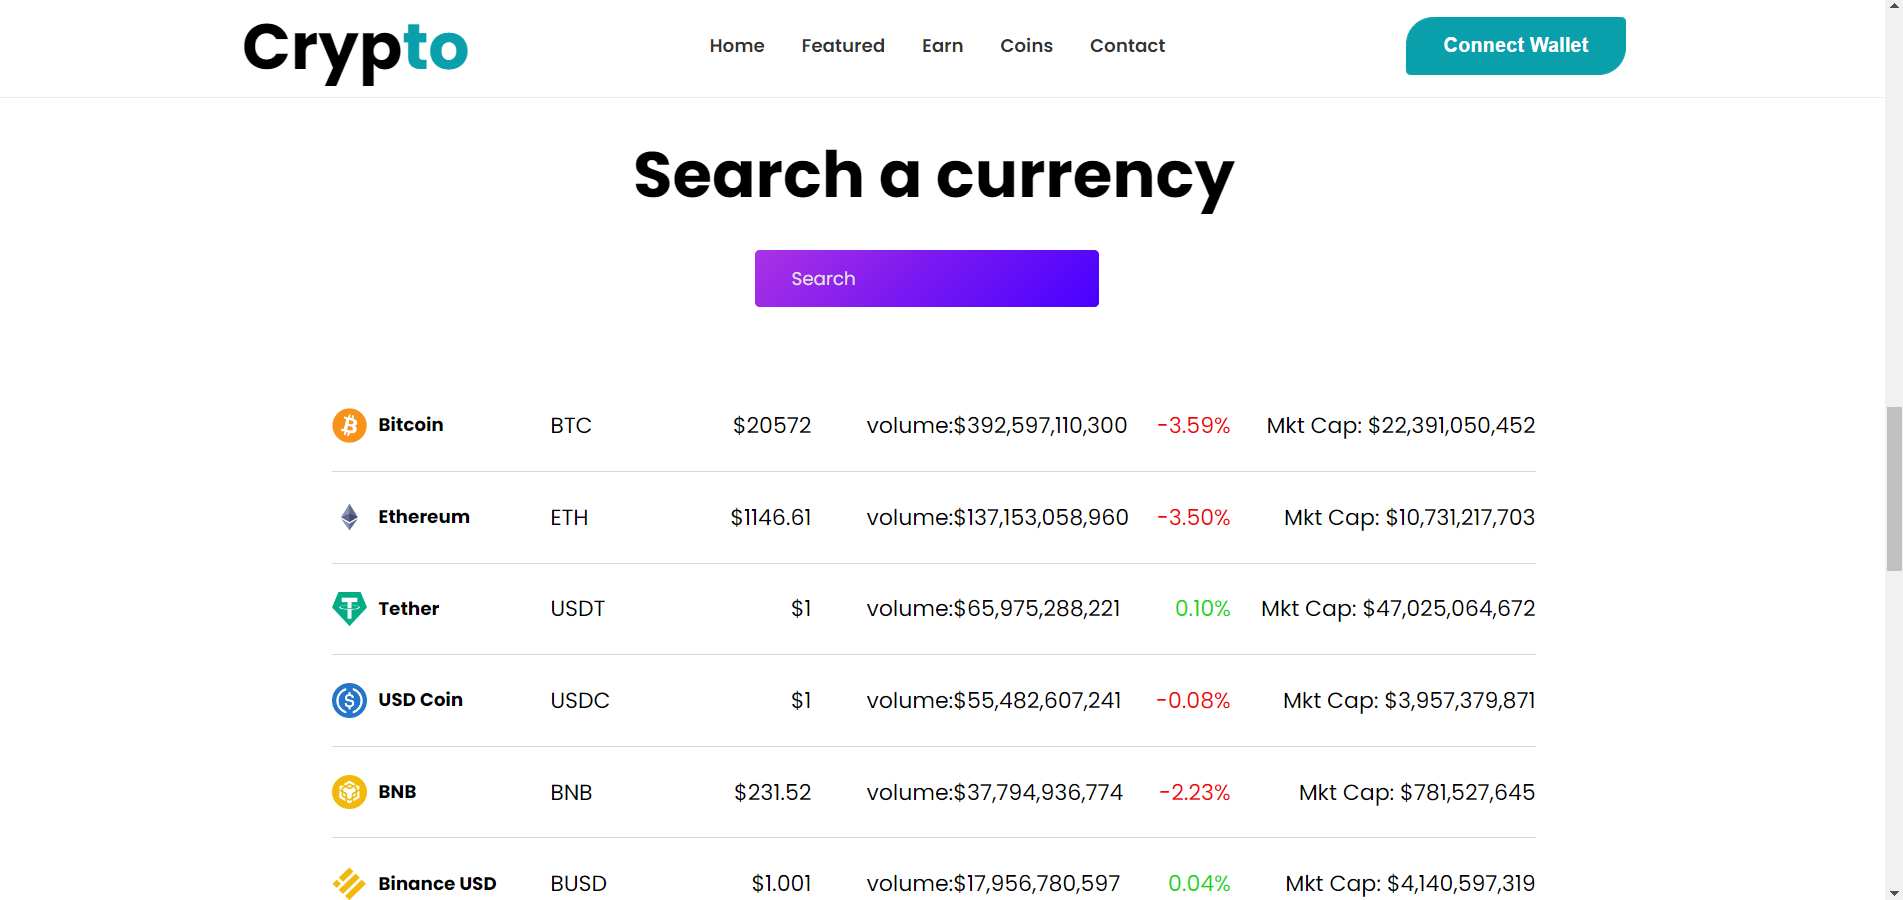 Crypto
Home Featured Earn Coins Contact
Connect Wallet
Search a currency
Search
Bitcoin BTC $20572 volume:$392,597,110,300 -3.59% Mkt Cap: $22,391,050,452
Ethereum ETH $1146.61 volume:$137,153,058,960 -3.50% Mkt Cap: $10,731,217,703
Tether USDT $1 volume:$65,975,288,221 0.10% Mkt Cap: $47,025,064,672
USD Coin USDC $1 volume:$55,482,607,241 -0.08% Mkt Cap: $3,957,379,871
BNB BNB $231.52 volume:$37,794,936,774 -2.23% Mkt Cap: $781,527,645
Binance USD BUSD $1.001 volume:$17,956,780,597 0.04% Mkt Cap: $4,140,597,319